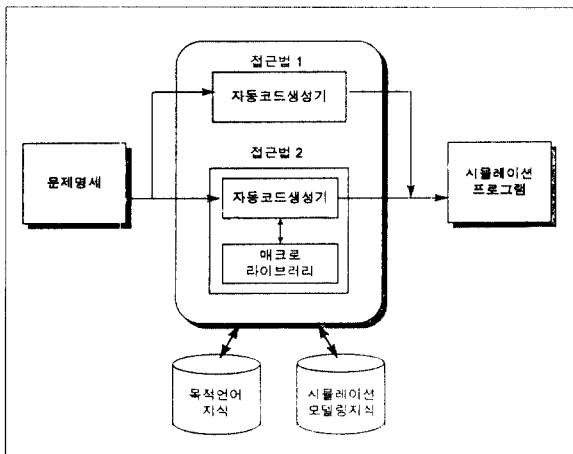 접근법 1
자동코드생성기
접근법 2
문제명세
자동코드생성기
매크로
라이브러리
시뮬레이션
프로그램
목적언어
지식
시뮬레이션
모델링지식